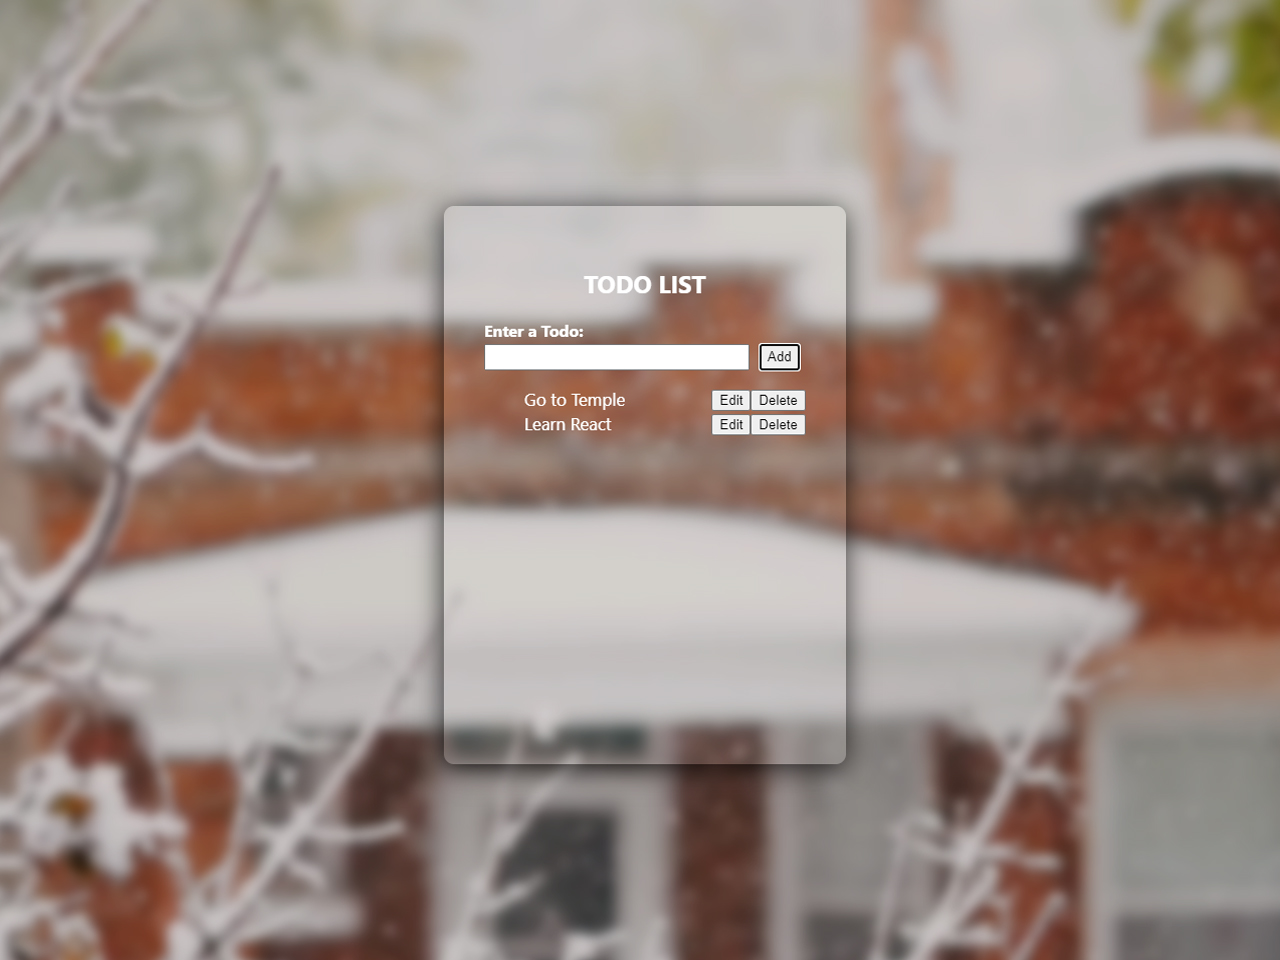 TODO LIST
Enter a Todo:
Add
Go to Temple Edit Delete
Learn React Edit Delete